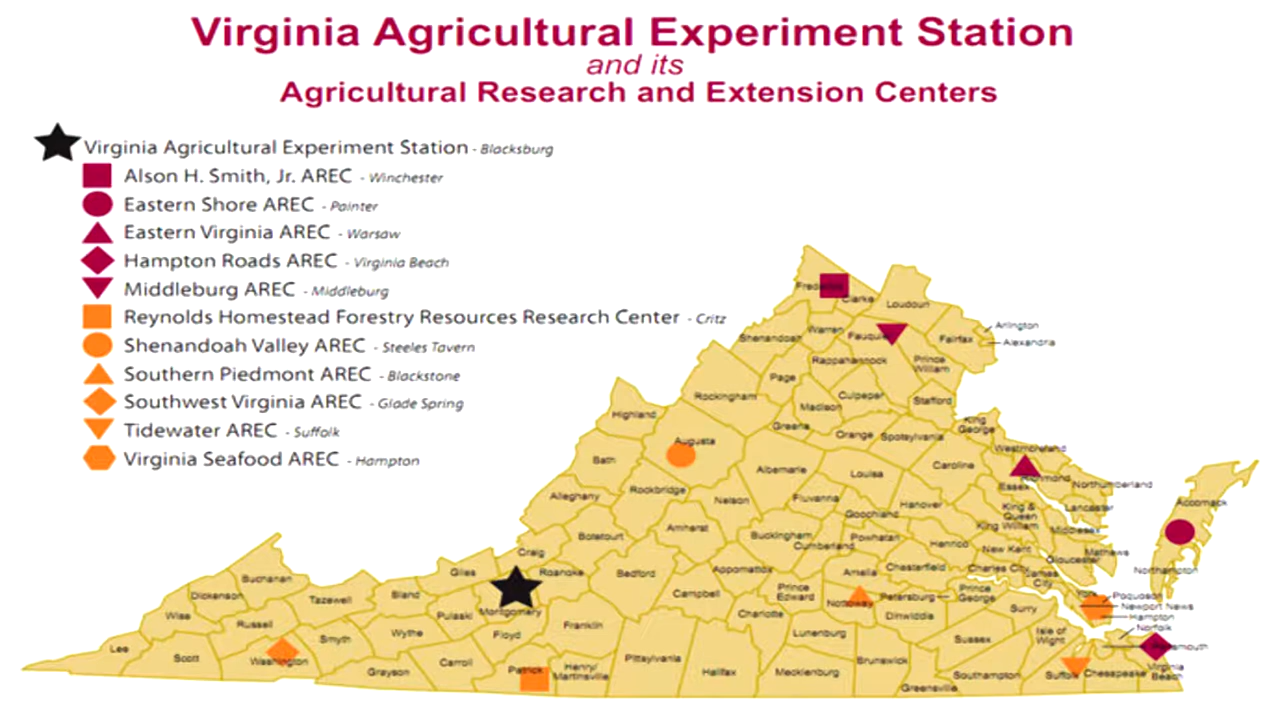 Virginia Agricultural Experiment Station
and its
Agricultural Research and Extension Centers
Virginia Agricultural Experiment Station - Blacksburg
Alson H. Smith, Jr. AREC - Winchester
Eastern Shore AREC - Painter
Eastern Virginia AREC - Warsaw
Hampton Roads AREC - Virginia Beach
Middleburg AREC - Middleburg
Reynolds Homestead Forestry Resources Research Center - Critz
Shenandoah Valley AREC - Steeles Tavern
Southern Piedmont AREC - Blackstone
Southwest Virginia AREC - Glade Spring
Tidewater AREC - Suffolk
Virginia Seafood AREC - Hampton
Clarke
Loudoun
Arlington
Alexandria
Shenandoah
Warren
Fauquier
Fairfax
Rappahannock
Prince
William
Page
Rockingham
Madison
Culpeper
Stafford
Highland
Greene
Orange
Spotsylvania
King
George
Augusta
Westmoreland
Bath
Albemarle
Louisa
Caroline
Essex
Northumberland
Alleghany
Rockbridge
Nelson
Fluvanna
Goochland
Hanover
King &
Queen
King William
Lancaster
Accomack
Middlesex
Botetourt
Amherst
Buckingham
Cumberland
Powhatan
Henrico
New Kent
Gloucester
Mathews
Northampton
Craig
Giles
Roanoke
Bedford
Appomattox
Amelia
Chesterfield
Charles City
James
City
York
Poquoson
Newport News
Hampton
Norfolk
Buchanan
Dickenson
Tazewell
Bland
Pulaski
Montgomery
Campbell
Prince
Edward
Nottoway
Petersburg
Prince
George
Dinwiddie
Surry
Wise
Russell
Smyth
Wythe
Floyd
Franklin
Charlotte
Lunenburg
Sussex
Isle of
Wight
Lee
Scott
Washington
Grayson
Carroll
Patrick
Henry/
Martinsville
Pittsylvania
Halifax
Mecklenburg
Brunswick
Greensville
Southampton
Suffolk
Chesapeake
Virginia
Beach